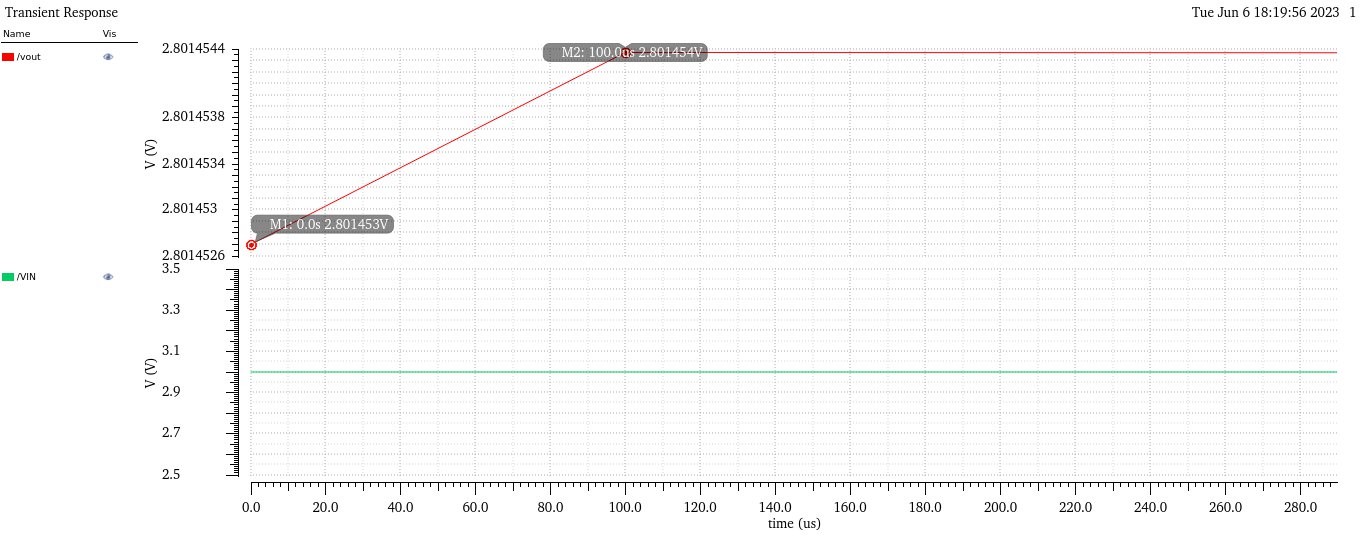 Transient Response
Tue Jun 6 18:19:56 2023 1
Name Vis
/vout
2.8014544
2.8014538
2.8014534
2.801453
2.8014526
V (V)
M2: 100.0us 2.801454V
M1: 0.0s 2.801453V
/VIN
3.5
3.3
3.1
2.9
2.7
2.5
V (V)
0.0 20.0 40.0 60.0 80.0 100.0 120.0 140.0 160.0 180.0 200.0 220.0 240.0 260.0 280.0
time (us)